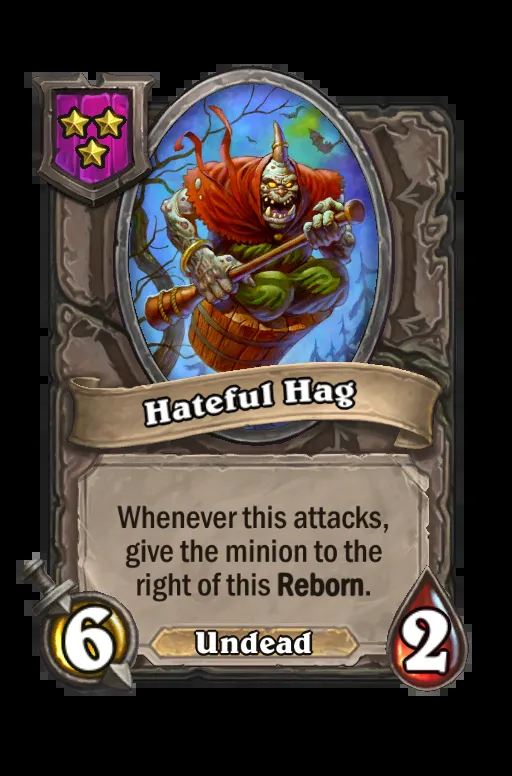 Hateful Hag
Whenever this attacks,
give the minion to the
right of this Reborn.
6
Undead
2